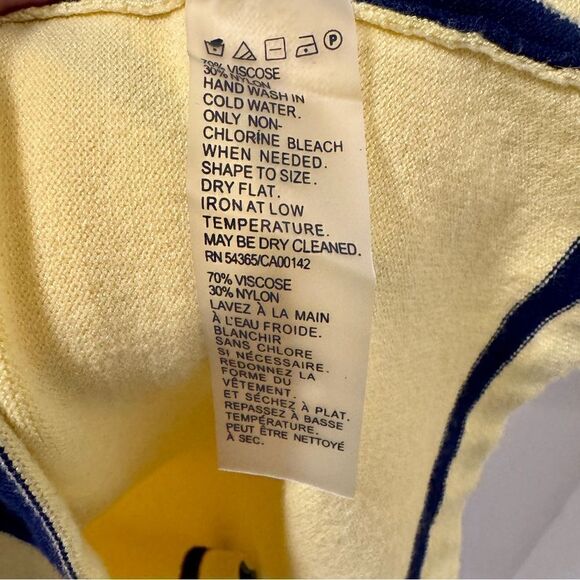 P
70% VISCOSE
30% NYLON
HAND WASH IN
COLD WATER.
ONLY NON-
CHLORINE BLEACH
WHEN NEEDED.
SHAPE TO SIZE.
DRY FLAT.
IRON AT LOW
TEMPERATURE.
MAY BE DRY CLEANED.
RN 54365/CA00142
70% VISCOSE
30% NYLON
LAVEZ À LA MAIN
À L'EAU FROIDE.
BLANCHIR
SANS CHLORE
SI NÉCESSAIRE.
REDONNEZ LA
FORME DU
VÊTEMENT.
ET SÉCHEZ À PLAT.
REPASSEZ À BASSE
TEMPÉRATURE.
PEUT ÊTRE NETTOYÉ
À SEC.